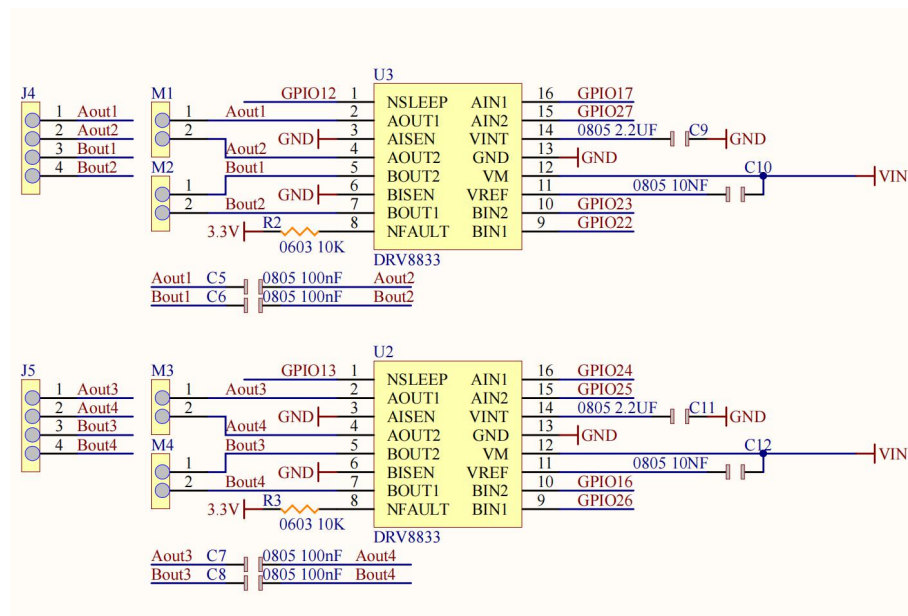 U3
J4
M1
GPIO12 1 NSLEEP AIN1 16 GPIO17
1 Aout1 1 Aout1 2 AOUT1 AIN2 15 GPIO27
2 Aout2 2 GND 3 AISEN VINT 14 0805 2.2UF C9 GND
3 Bout1 Aout2 4 AOUT2 GND 13 GND
4 Bout2 M2 Bout1 5 BOUT2 VM 12 C10 VIN
1 GND 6 BISEN VREF 11 0805 10NF
2 Bout2 7 BOUT1 BIN2 10 GPIO23
3.3V R2 8 NFAULT BIN1 9 GPIO22
0603 10K
DRV8833
Aout1 C5 0805 100nF Aout2
Bout1 C6 0805 100nF Bout2
U2
J5
M3
GPIO13 1 NSLEEP AIN1 16 GPIO24
1 Aout3 1 Aout3 2 AOUT1 AIN2 15 GPIO25
2 Aout4 2 GND 3 AISEN VINT 14 0805 2.2UF C11 GND
3 Bout3 Aout4 4 AOUT2 GND 13 GND
4 Bout4 M4 Bout3 5 BOUT2 VM 12 C12 VIN
1 GND 6 BISEN VREF 11 0805 10NF
2 Bout4 7 BOUT1 BIN2 10 GPIO16
3.3V R3 8 NFAULT BIN1 9 GPIO26
0603 10K
DRV8833
Aout3 C7 0805 100nF Aout4
Bout3 C8 0805 100nF Bout4